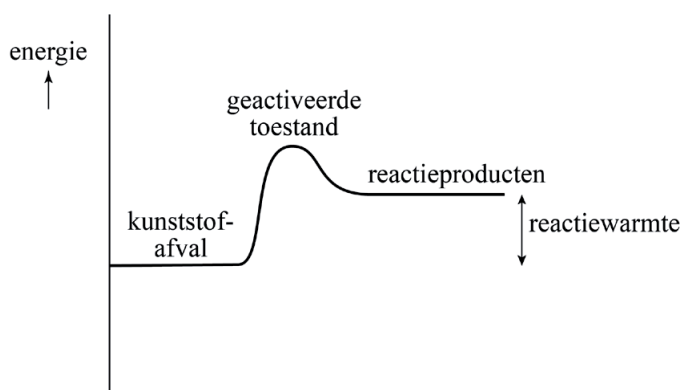 energie
geactiveerde
toestand
reactieproducten
kunststof-
afval
reactiewarmte